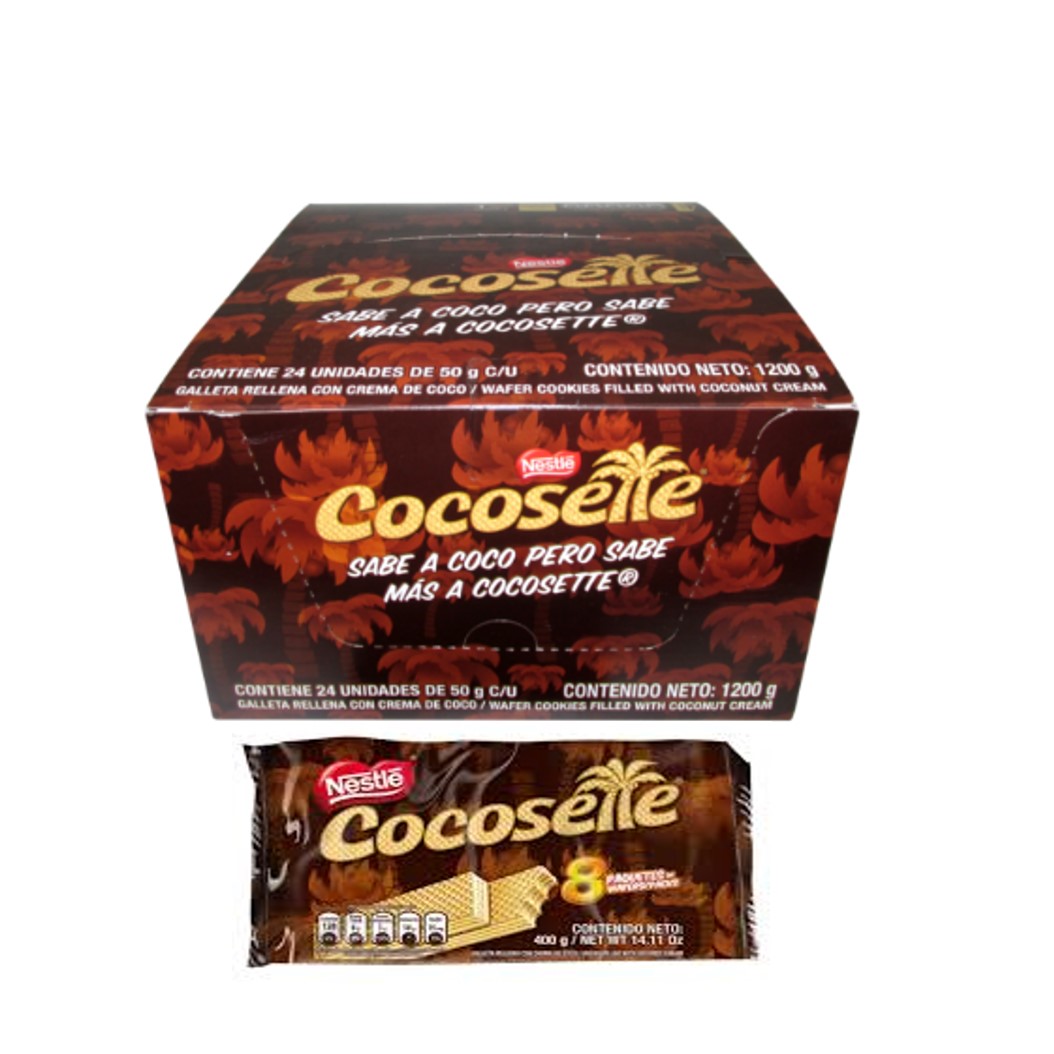 Nestlé
Cocosette
SABE A COCO PERO SABE
MÁS A COCOSETTE®
CONTIENE 24 UNIDADES DE 50 g C/U CONTENIDO NETO: 1200 g
GALLETA RELLENA CON CREMA DE COCO / WAFER COOKIES FILLED WITH COCONUT CREAM
Nestlé
Cocosette
SABE A COCO PERO SABE
MÁS A COCOSETTE®
CONTIENE 24 UNIDADES DE 50 g C/U CONTENIDO NETO: 1200 g
GALLETA RELLENA CON CREMA DE COCO / WAFER COOKIES FILLED WITH COCONUT CREAM
Nestlé
Cocosette
8 PAQUETES
CONTENIDO NETO:
400 g / NET WT 14.11 Oz